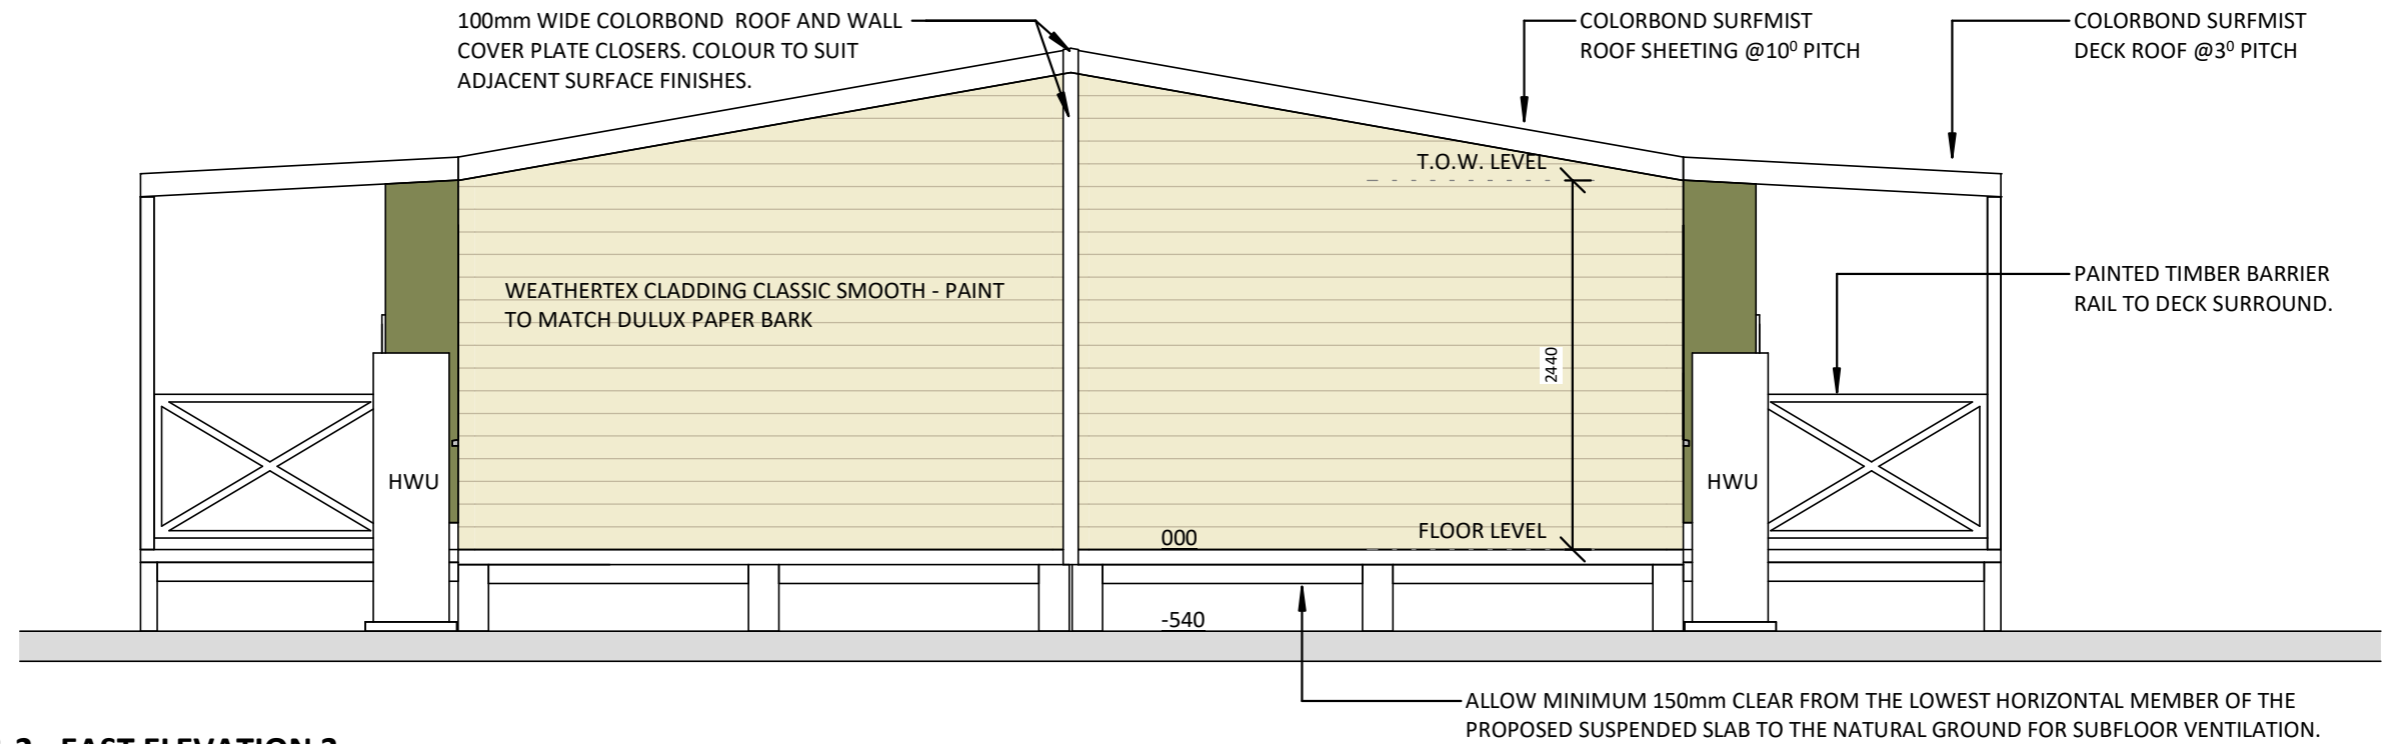 100mm WIDE COLORBOND  ROOF AND WALL
COVER PLATE CLOSERS. COLOUR TO SUIT
ADJACENT SURFACE FINISHES.
COLORBOND SURFMIST
ROOF SHEETING @10⁰ PITCH
COLORBOND SURFMIST
DECK ROOF @3⁰ PITCH
T.O.W. LEVEL
PAINTED TIMBER BARRIER
RAIL TO DECK SURROUND.
WEATHERTEX CLADDING CLASSIC SMOOTH - PAINT
TO MATCH DULUX PAPER BARK
2440
HWU
HWU
000
FLOOR LEVEL
-540
ALLOW MINIMUM 150mm CLEAR FROM THE LOWEST HORIZONTAL MEMBER OF THE
PROPOSED SUSPENDED SLAB TO THE NATURAL GROUND FOR SUBFLOOR VENTILATION.
EAST ELEVATION